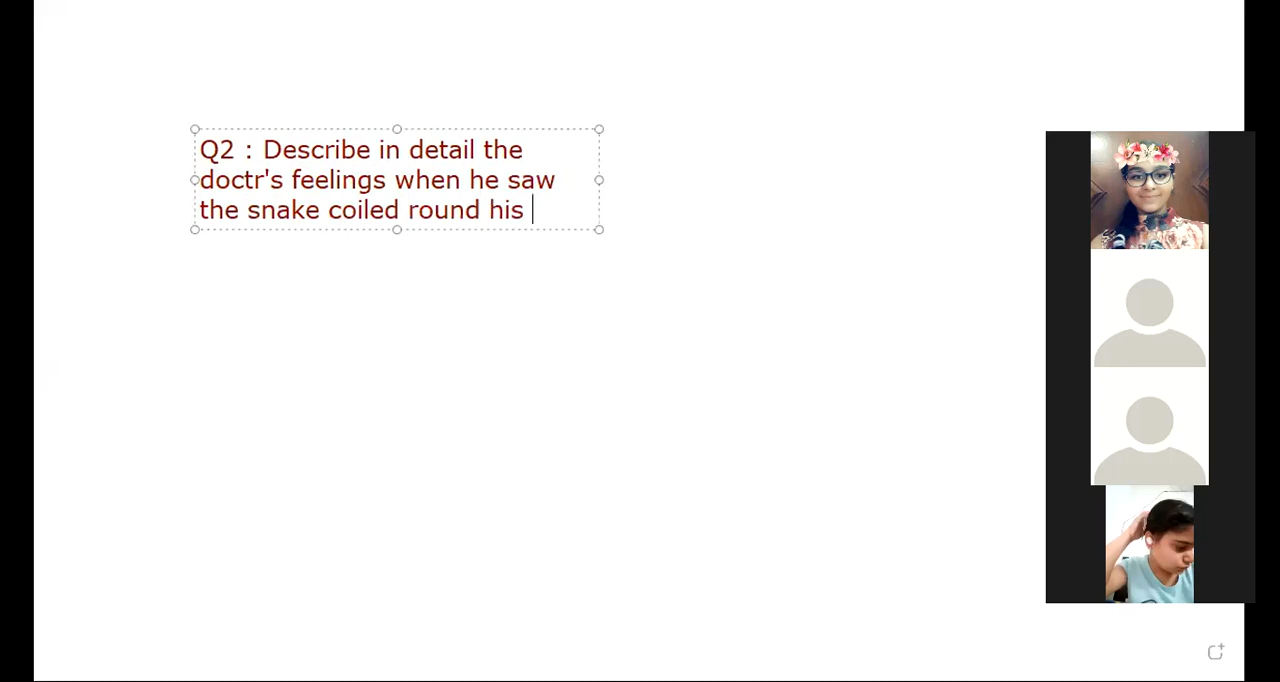 Q2 : Describe in detail the
doctr's feelings when he saw
the snake coiled round his